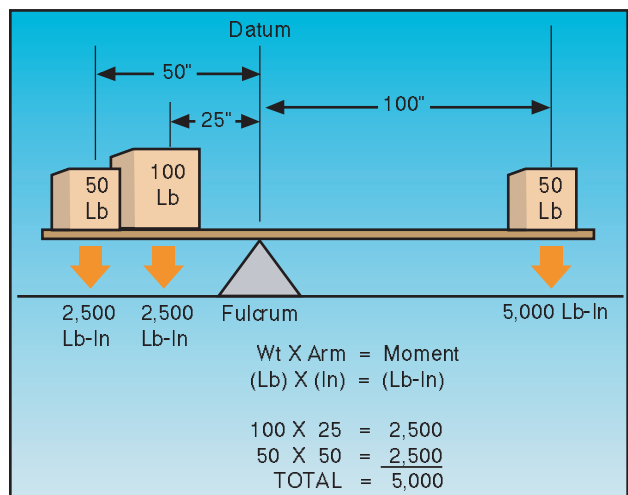 Datum
50"
25"
100"
50
Lb
100
Lb
50
Lb
2,500
Lb-In
2,500
Lb-In
Fulcrum
5,000 Lb-In
Wt X Arm = Moment
(Lb) X (In) = (Lb-In)
100 X 25 = 2,500
50 X 50 = 2,500
TOTAL = 5,000